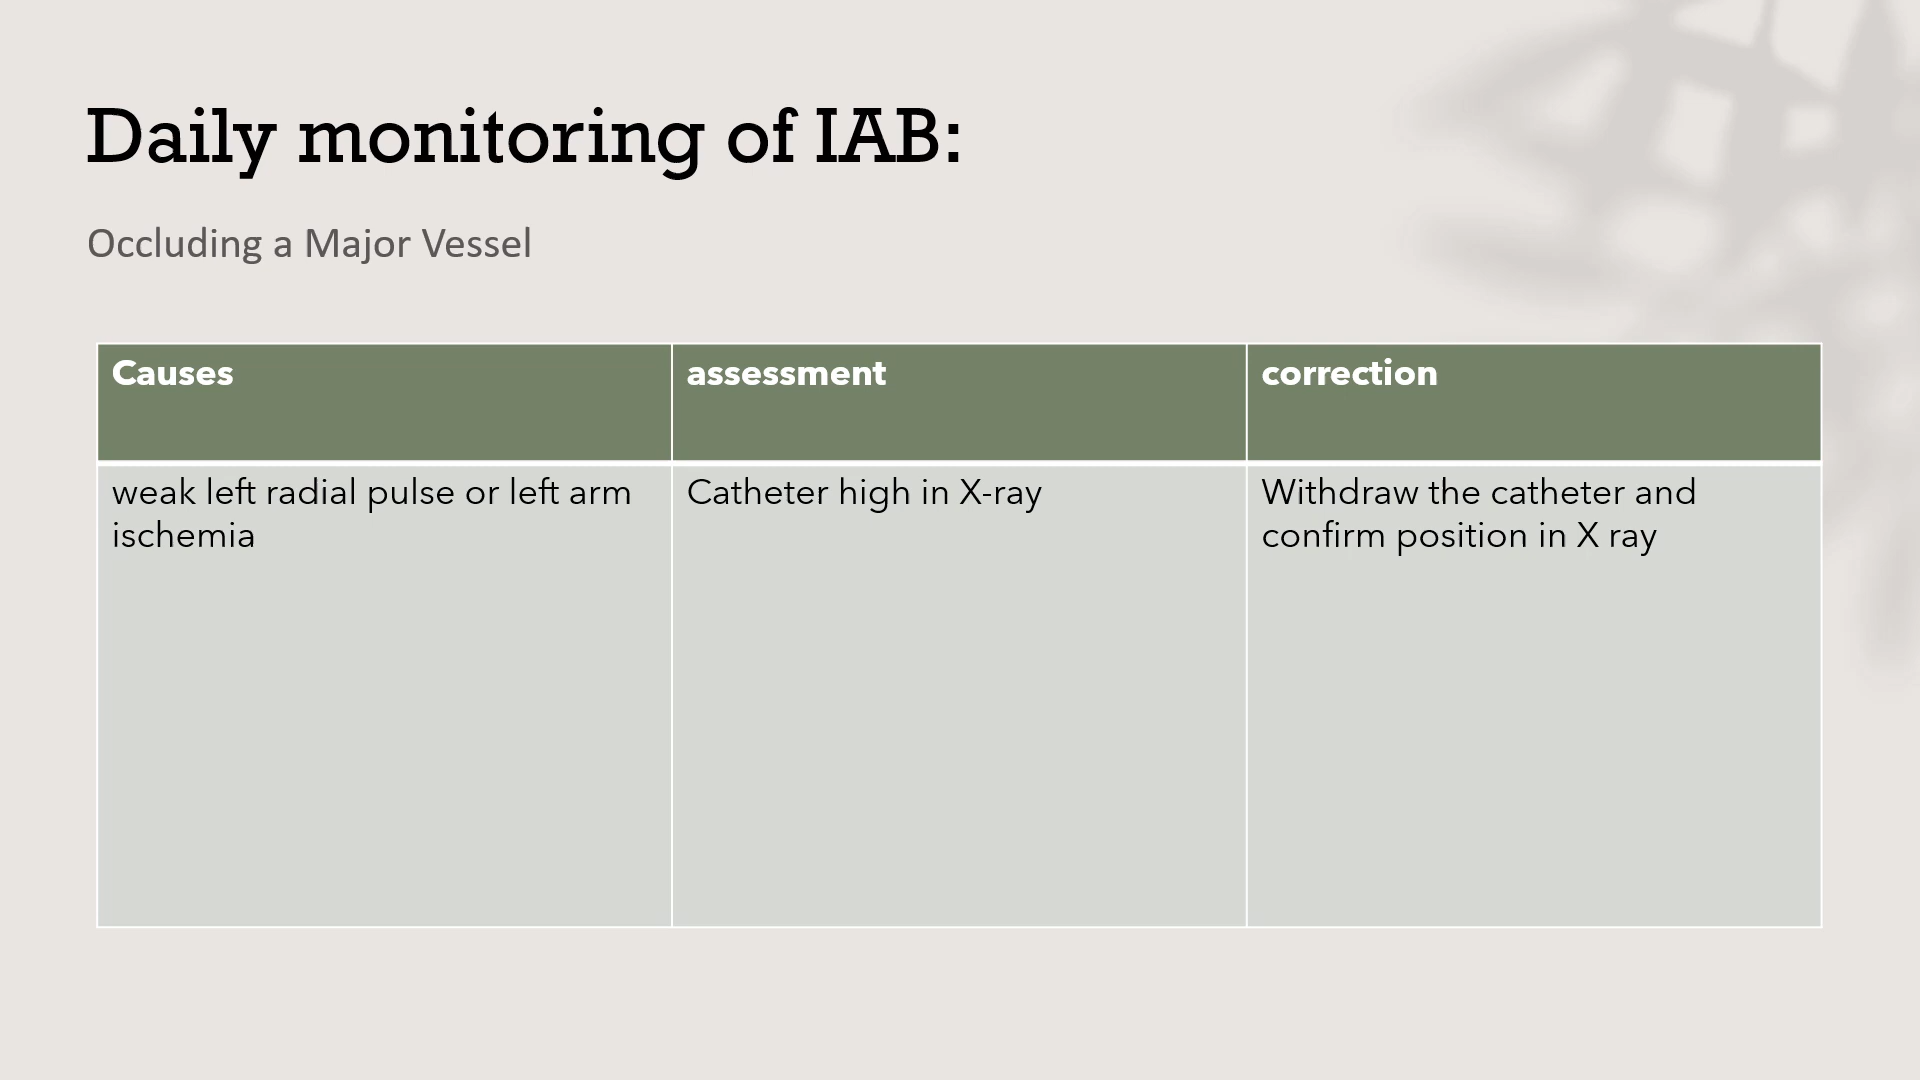 Daily monitoring of IAB:
Occluding a Major Vessel
Causes
assessment
correction
weak left radial pulse or left arm
ischemia
Catheter high in X-ray
Withdraw the catheter and
confirm position in X ray